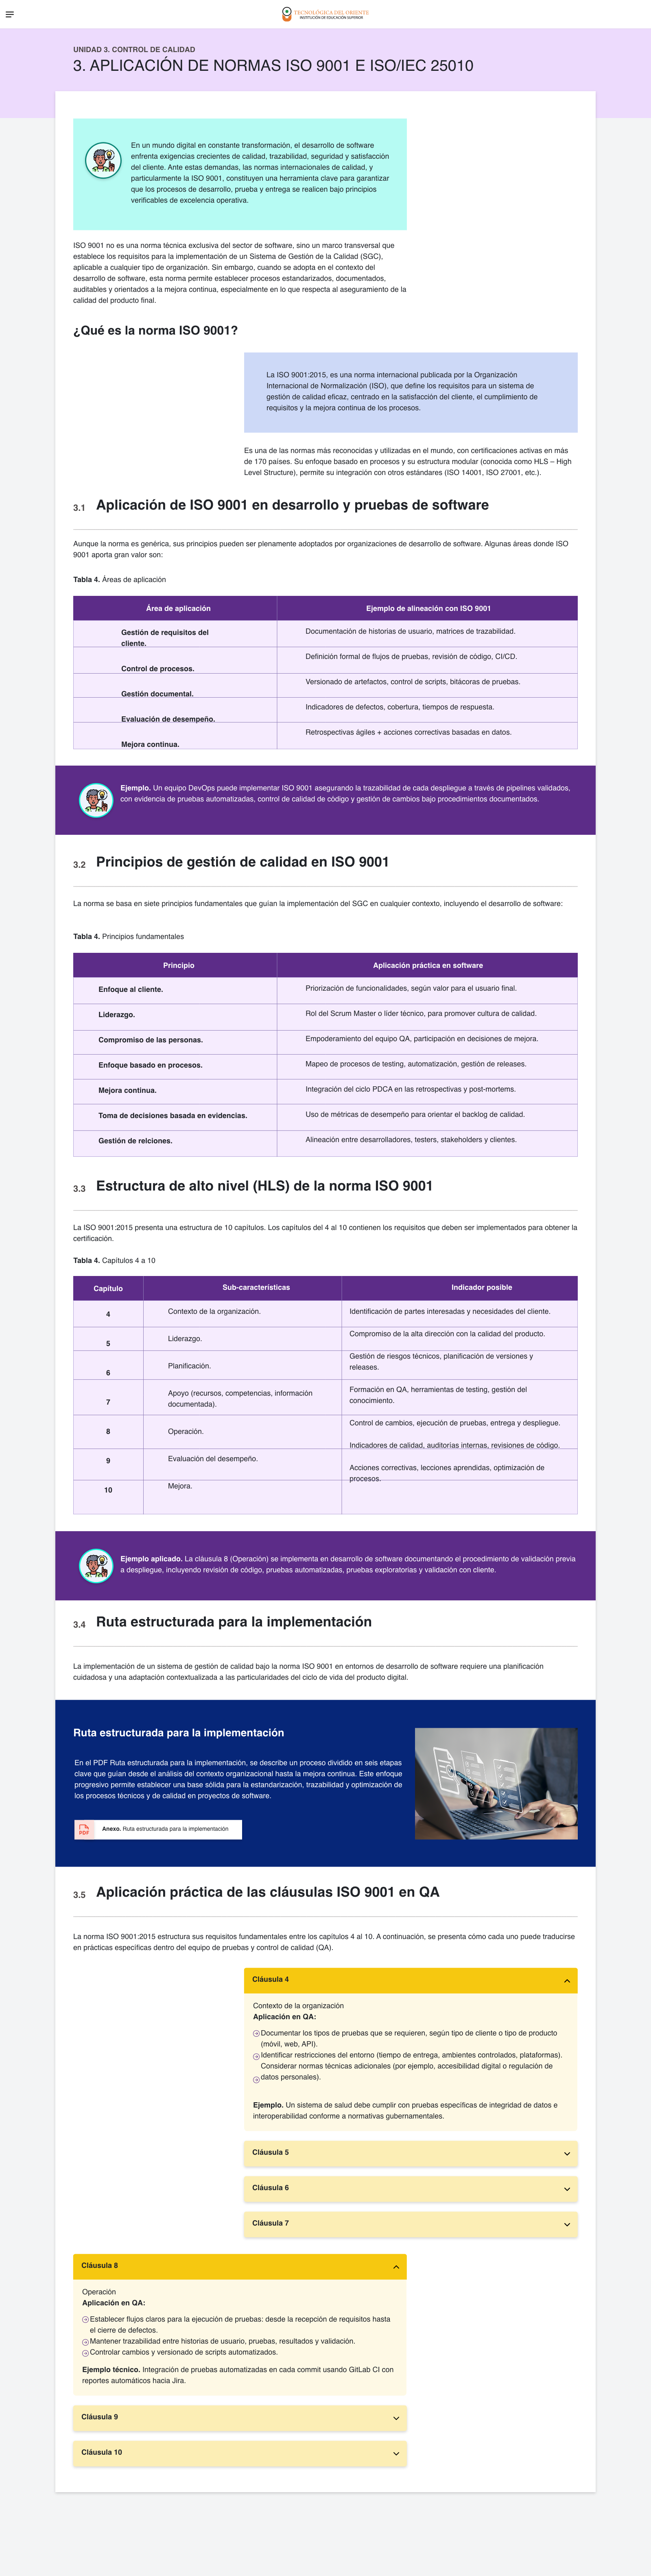 TECNOLÓGICA DEL ORIENTE
INSTITUCIÓN DE EDUCACIÓN SUPERIOR
UNIDAD 3. CONTROL DE CALIDAD
3. APLICACIÓN DE NORMAS ISO 9001 E ISO/IEC 25010
En un mundo digital en constante transformación, el desarrollo de software
enfrenta exigencias crecientes de calidad, trazabilidad, seguridad y satisfacción
del cliente. Ante estas demandas, las normas internacionales de calidad, y
particularmente la ISO 9001, constituyen una herramienta clave para garantizar
que los procesos de desarrollo, prueba y entrega se realicen bajo principios
verificables de excelencia operativa.
ISO 9001 no es una norma técnica exclusiva del sector de software, sino un marco transversal que
establece los requisitos para la implementación de un Sistema de Gestión de la Calidad (SGC),
aplicable a cualquier tipo de organización. Sin embargo, cuando se adopta en el contexto del
desarrollo de software, esta norma permite establecer procesos estandarizados, documentados,
auditables y orientados a la mejora continua, especialmente en lo que respecta al aseguramiento de la
calidad del producto final.
¿Qué es la norma ISO 9001?
La ISO 9001:2015, es una norma internacional publicada por la Organización
Internacional de Normalización (ISO), que define los requisitos para un sistema de
gestión de calidad eficaz, centrado en la satisfacción del cliente, el cumplimiento de
requisitos y la mejora continua de los procesos.
Es una de las normas más reconocidas y utilizadas en el mundo, con certificaciones activas en más
de 170 países. Su enfoque basado en procesos y su estructura modular (conocida como HLS – High
Level Structure), permite su integración con otros estándares (ISO 14001, ISO 27001, etc.).
3.1 Aplicación de ISO 9001 en desarrollo y pruebas de software
Aunque la norma es genérica, sus principios pueden ser plenamente adoptados por organizaciones de desarrollo de software. Algunas áreas donde ISO
9001 aporta gran valor son:
Tabla 4. Áreas de aplicación
Área de aplicación Ejemplo de alineación con ISO 9001
Gestión de requisitos del
cliente.
Documentación de historias de usuario, matrices de trazabilidad.
Control de procesos.
Definición formal de flujos de pruebas, revisión de código, CI/CD.
Gestión documental.
Versionado de artefactos, control de scripts, bitácoras de pruebas.
Evaluación de desempeño.
Indicadores de defectos, cobertura, tiempos de respuesta.
Mejora continua.
Retrospectivas ágiles + acciones correctivas basadas en datos.
Ejemplo. Un equipo DevOps puede implementar ISO 9001 asegurando la trazabilidad de cada despliegue a través de pipelines validados,
con evidencia de pruebas automatizadas, control de calidad de código y gestión de cambios bajo procedimientos documentados.
3.2 Principios de gestión de calidad en ISO 9001
La norma se basa en siete principios fundamentales que guían la implementación del SGC en cualquier contexto, incluyendo el desarrollo de software:
Tabla 4. Principios fundamentales
Principio Aplicación práctica en software
Enfoque al cliente. Priorización de funcionalidades, según valor para el usuario final.
Liderazgo. Rol del Scrum Master o líder técnico, para promover cultura de calidad.
Compromiso de las personas. Empoderamiento del equipo QA, participación en decisiones de mejora.
Enfoque basado en procesos. Mapeo de procesos de testing, automatización, gestión de releases.
Mejora continua. Integración del ciclo PDCA en las retrospectivas y post-mortems.
Toma de decisiones basada en evidencias. Uso de métricas de desempeño para orientar el backlog de calidad.
Gestión de relciones. Alineación entre desarrolladores, testers, stakeholders y clientes.
3.3 Estructura de alto nivel (HLS) de la norma ISO 9001
La ISO 9001:2015 presenta una estructura de 10 capítulos. Los capítulos del 4 al 10 contienen los requisitos que deben ser implementados para obtener la
certificación.
Tabla 4. Capítulos 4 a 10
Capítulo Sub-características Indicador posible
4 Contexto de la organización. Identificación de partes interesadas y necesidades del cliente.
5 Liderazgo. Compromiso de la alta dirección con la calidad del producto.
6 Planificación. Gestión de riesgos técnicos, planificación de versiones y
releases.
7 Apoyo (recursos, competencias, información
documentada).
Formación en QA, herramientas de testing, gestión del
conocimiento.
8 Operación. Control de cambios, ejecución de pruebas, entrega y despliegue.
9 Evaluación del desempeño. Indicadores de calidad, auditorías internas, revisiones de código.
10 Mejora. Acciones correctivas, lecciones aprendidas, optimización de
procesos.
Ejemplo aplicado. La cláusula 8 (Operación) se implementa en desarrollo de software documentando el procedimiento de validación previa
a despliegue, incluyendo revisión de código, pruebas automatizadas, pruebas exploratorias y validación con cliente.
3.4 Ruta estructurada para la implementación
La implementación de un sistema de gestión de calidad bajo la norma ISO 9001 en entornos de desarrollo de software requiere una planificación
cuidadosa y una adaptación contextualizada a las particularidades del ciclo de vida del producto digital.
Ruta estructurada para la implementación
En el PDF Ruta estructurada para la implementación, se describe un proceso dividido en seis etapas
clave que guían desde el análisis del contexto organizacional hasta la mejora continua. Este enfoque
progresivo permite establecer una base sólida para la estandarización, trazabilidad y optimización de
los procesos técnicos y de calidad en proyectos de software.
PDF
Anexo. Ruta estructurada para la implementación
3.5 Aplicación práctica de las cláusulas ISO 9001 en QA
La norma ISO 9001:2015 estructura sus requisitos fundamentales entre los capítulos 4 al 10. A continuación, se presenta cómo cada uno puede traducirse
en prácticas específicas dentro del equipo de pruebas y control de calidad (QA).
Cláusula 4
Contexto de la organización
Aplicación en QA:
Documentar los tipos de pruebas que se requieren, según tipo de cliente o tipo de producto
(móvil, web, API).
Identificar restricciones del entorno (tiempo de entrega, ambientes controlados, plataformas).
Considerar normas técnicas adicionales (por ejemplo, accesibilidad digital o regulación de
datos personales).
Ejemplo. Un sistema de salud debe cumplir con pruebas específicas de integridad de datos e
interoperabilidad conforme a normativas gubernamentales.
Cláusula 5
Cláusula 6
Cláusula 7
Cláusula 8
Operación
Aplicación en QA:
Establecer flujos claros para la ejecución de pruebas: desde la recepción de requisitos hasta
el cierre de defectos.
Mantener trazabilidad entre historias de usuario, pruebas, resultados y validación.
Controlar cambios y versionado de scripts automatizados.
Ejemplo técnico. Integración de pruebas automatizadas en cada commit usando GitLab CI con
reportes automáticos hacia Jira.
Cláusula 9
Cláusula 10